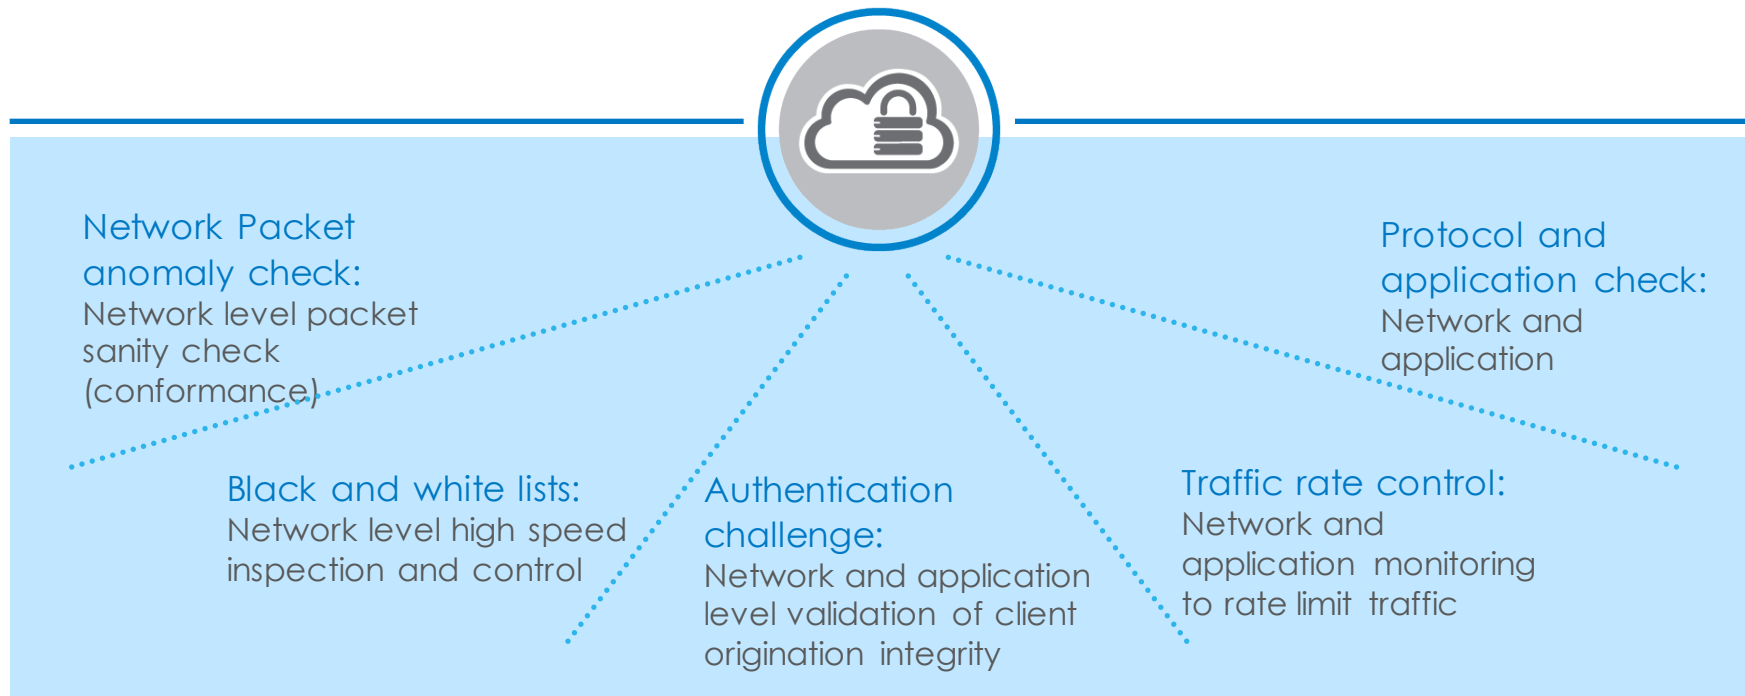 Network Packet
anomaly check:
Network level packet
sanity check
(conformance)
Black and white lists:
Network level high speed
inspection and control
Authentication
challenge:
Network and application
level validation of client
origination integrity
Traffic rate control:
Network and
application monitoring
to rate limit traffic
Protocol and
application check:
Network and
application